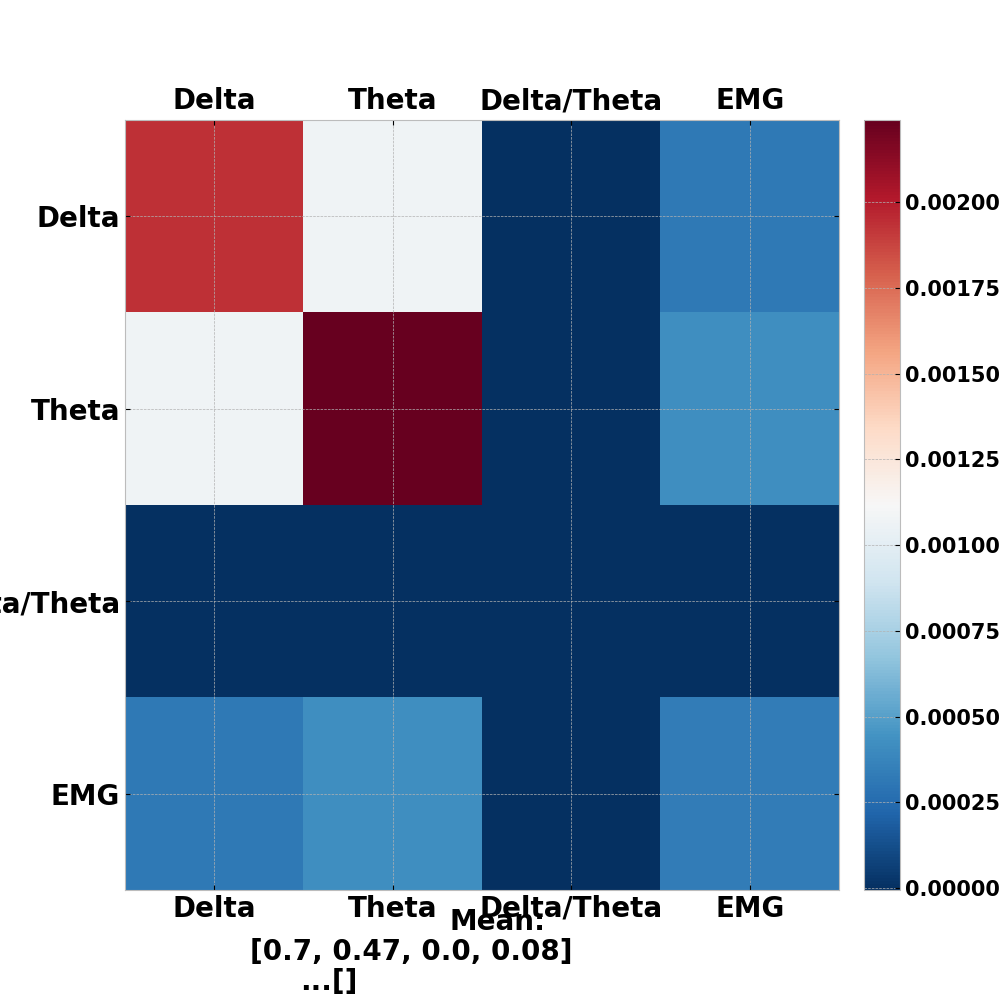 Delta Theta Delta/Theta EMG
0.00200
Delta
0.00175
0.00150
Theta
0.00125
0.00100
a/Theta
0.00075
0.00050
EMG
0.00025
0.00000
Delta Theta Delta/Theta EMG
Mean:
[0.7, 0.47, 0.0, 0.08]
...[]